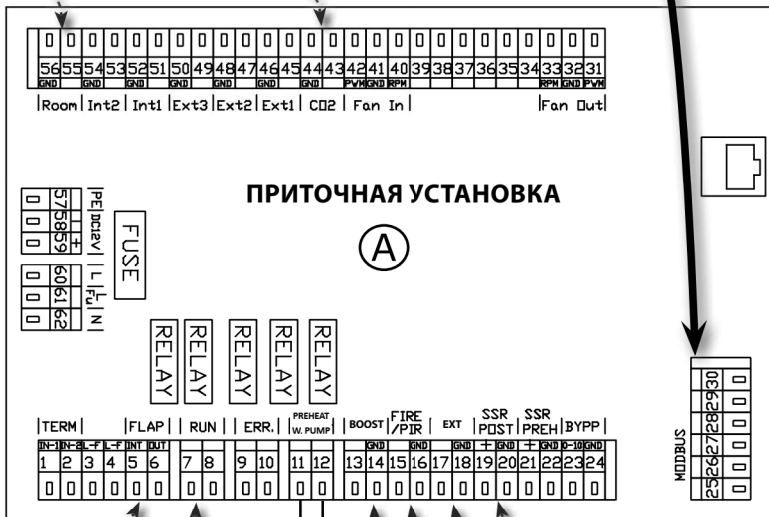 56 55 54 53 52 51 50 49 48 47 46 45 44 43 42 41 40 39 38 37 36 35 34 33 32 31
GND GND GND GND GND GND GND PWM GND RPM RPM GND PWM
Room Int2 Int1 Ext3 Ext2 Ext1 CO2 Fan In Fan Out
ПРИТОЧНАЯ УСТАНОВКА
A
57 58 59
PE DC12V - +
60 61 62
L L Fu N
FUSE
RELAY RELAY RELAY RELAY RELAY
TERM FLAP RUN ERR. PREHEAT W. PUMP BOOST FIRE /PIR EXT SSR POST SSR PREH BYPP
IN-1 IN-2 L-F L-F INT OUT GND GND GND + GND + GND 0-10 GND
1 2 3 4 5 6 7 8 9 10 11 12 13 14 15 16 17 18 19 20 21 22 23 24
MODBUS
25 26 27 28 29 30